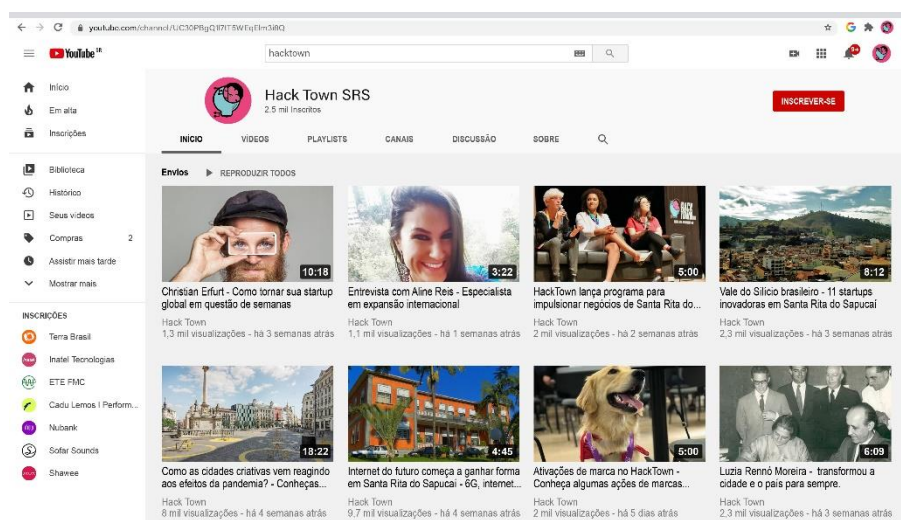 youtube.com/channel/
YouTube BR
hacktown
9+
Início
Em alta
Inscrições
Biblioteca
Histórico
Seus vídeos
Compras 2
Assistir mais tarde
Mostrar mais
INSCRIÇÕES
Terra Brasil
Inatel Tecnologias
ETE FMC
Cadu Lemos I Perform...
Nubank
Sofar Sounds
Shawee
Hack Town SRS
2.5 mil Inscritos
INSCREVER-SE
INÍCIO VÍDEOS PLAYLISTS CANAIS DISCUSSÃO SOBRE
Envios REPRODUZIR TODOS
10:18
Christian Erfurt - Como tornar sua startup
global em questão de semanas
Hack Town
1,3 mil visualizações - há 3 semanas atrás
3:22
Entrevista com Aline Reis - Especialista
em expansão internacional
Hack Town
1,1 mil visualizações - há 1 semanas atrás
HACK
5:00
HackTown lança programa para
impulsionar negócios de Santa Rita do...
Hack Town
2 mil visualizações - há 2 semanas atrás
8:12
Vale do Silício brasileiro - 11 startups
inovadoras em Santa Rita do Sapucaí
Hack Town
2,3 mil visualizações - há 3 semanas atrás
18:22
Como as cidades criativas vem reagindo
aos efeitos da pandemia? - Conheças...
Hack Town
8 mil visualizações - há 4 semanas atrás
4:45
Internet do futuro começa a ganhar forma
em Santa Rita do Sapucai - 6G, internet...
Hack Town
9,7 mil visualizações - há 4 semanas atrás
5:00
Ativações de marca no HackTown -
Conheça algumas ações de marcas...
Hack Town
2 mil visualizações - há 5 dias atrás
6:09
Luzia Rennó Moreira - transformou a
cidade e o país para sempre.
Hack Town
2,3 mil visualizações - há 3 semanas atrás